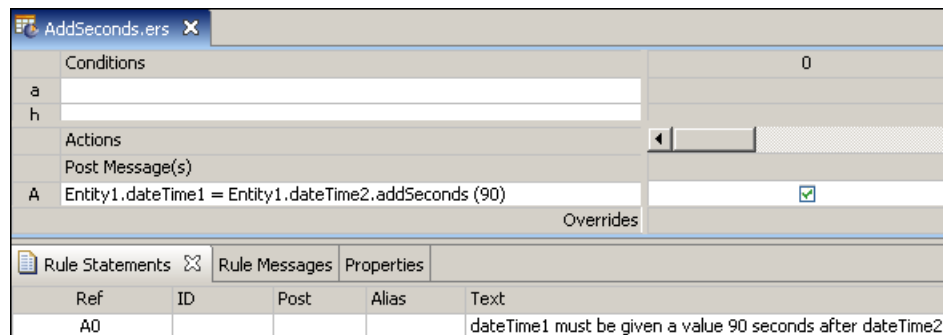 AddSeconds.ers
Conditions 0
a
h
Actions
Post Message(s)
A Entity1.dateTime1 = Entity1.dateTime2.addSeconds (90)
Overrides
Rule Statements Rule Messages Properties
Ref ID Post Alias Text
A0 dateTime1 must be given a value 90 seconds after dateTime2